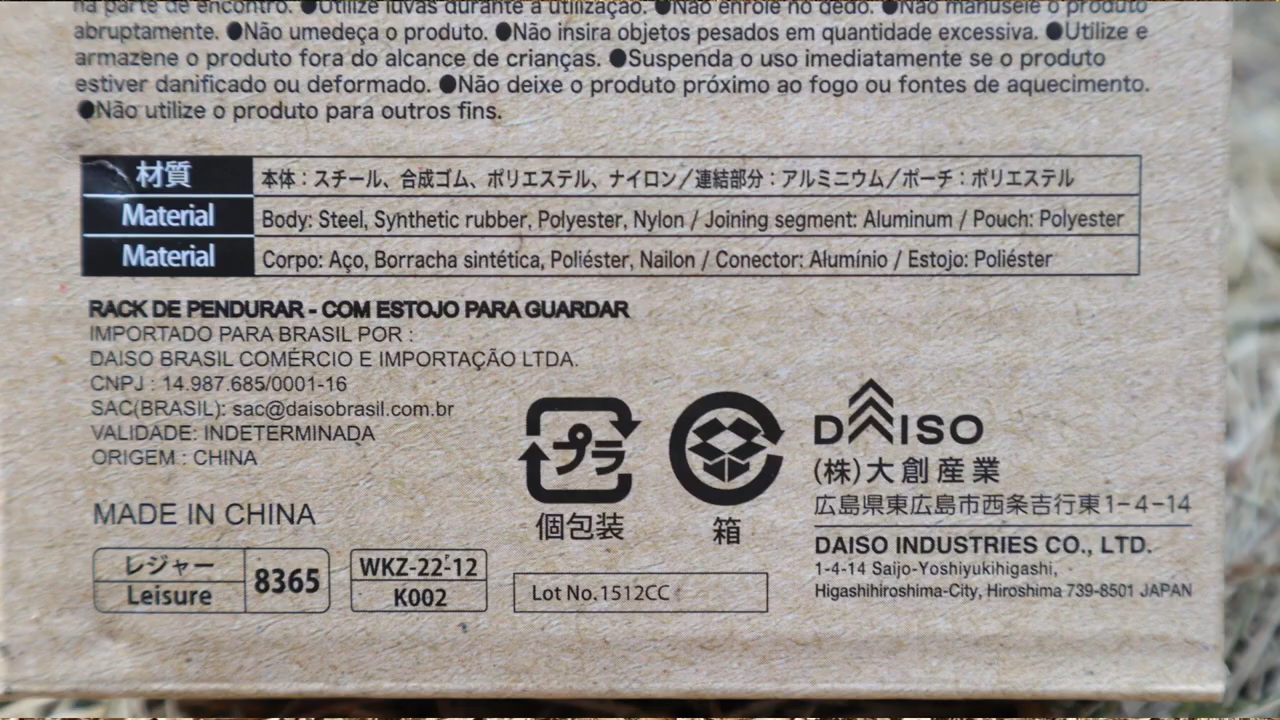 na parte de encontro. ●Utilize luvas durante a utilização. ●Não enrole no dedo. ●Não manuseie o produto
abruptamente. ●Não umedeça o produto. ●Não insira objetos pesados em quantidade excessiva. ●Utilize e
armazene o produto fora do alcance de crianças. ●Suspenda o uso imediatamente se o produto
estiver danificado ou deformado. ●Não deixe o produto próximo ao fogo ou fontes de aquecimento.
●Não utilize o produto para outros fins.
材質 本体：スチール、合成ゴム、ポリエステル、ナイロン／連結部分：アルミニウム／ポーチ：ポリエステル
Material Body: Steel, Synthetic rubber, Polyester, Nylon / Joining segment: Aluminum / Pouch: Polyester
Material Corpo: Aço, Borracha sintética, Poliéster, Nailon / Conector: Alumínio / Estojo: Poliéster
RACK DE PENDURAR - COM ESTOJO PARA GUARDAR
IMPORTADO PARA BRASIL POR :
DAISO BRASIL COMÉRCIO E IMPORTAÇÃO LTDA.
CNPJ : 14.987.685/0001-16
SAC(BRASIL): sac@daisobrasil.com.br
VALIDADE: INDETERMINADA
ORIGEM : CHINA
MADE IN CHINA
レジャー
Leisure
8365
WKZ-22-12
K002
プラ
個包装
箱
Lot No.1512CC
DAISO
(株)大創産業
広島県東広島市西条吉行東1-4-14
DAISO INDUSTRIES CO., LTD.
1-4-14 Saijo-Yoshiyukihigashi,
Higashihiroshima-City, Hiroshima 739-8501 JAPAN